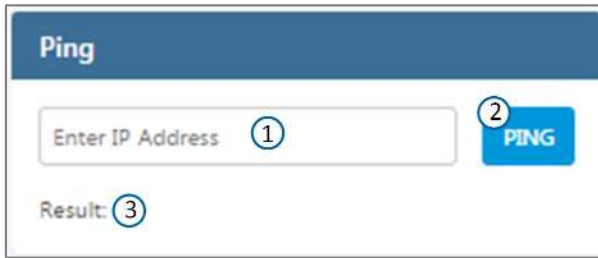 Ping
Enter IP Address 1
2
PING
Result: 3